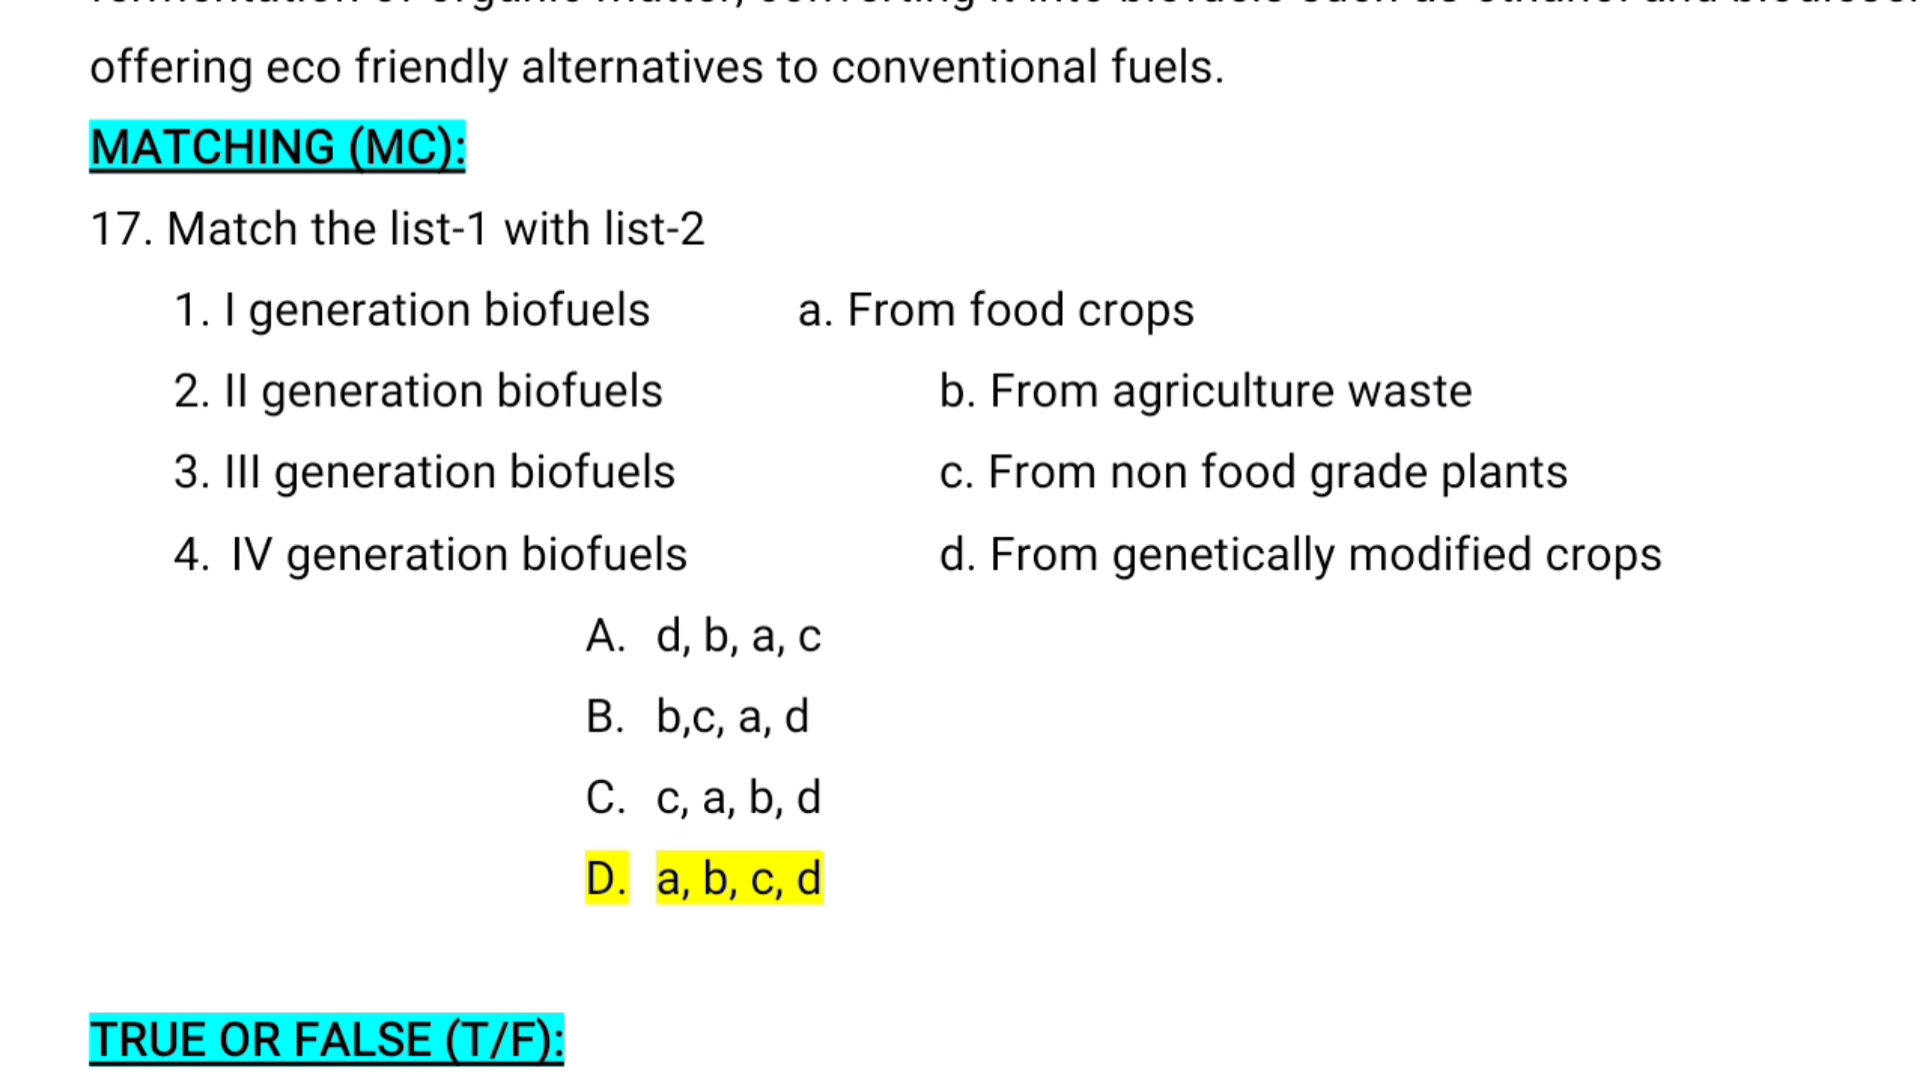 offering eco friendly alternatives to conventional fuels.
MATCHING (MC):
17. Match the list-1 with list-2
1. I generation biofuels a. From food crops
2. II generation biofuels b. From agriculture waste
3. III generation biofuels c. From non food grade plants
4. IV generation biofuels d. From genetically modified crops
A. d, b, a, c
B. b,c, a, d
C. c, a, b, d
D. a, b, c, d
TRUE OR FALSE (T/F):